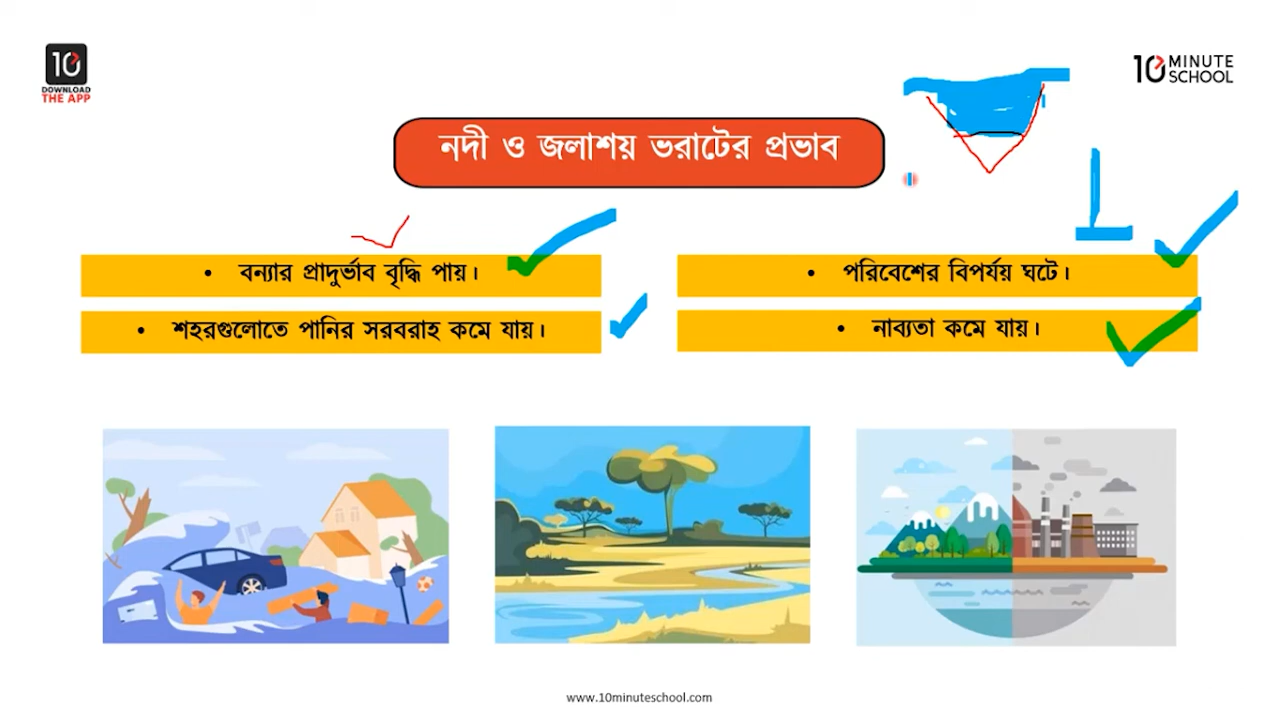 10
DOWNLOAD
THE APP
10 MINUTE
SCHOOL
নদী ও জলাশয় ভরাটের প্রভাব
• বন্যার প্রাদুর্ভাব বৃদ্ধি পায়।
• পরিবেশের বিপর্যয় ঘটে।
• শহরগুলোতে পানির সরবরাহ কমে যায়।
• নাব্যতা কমে যায়।
www.10minuteschool.com